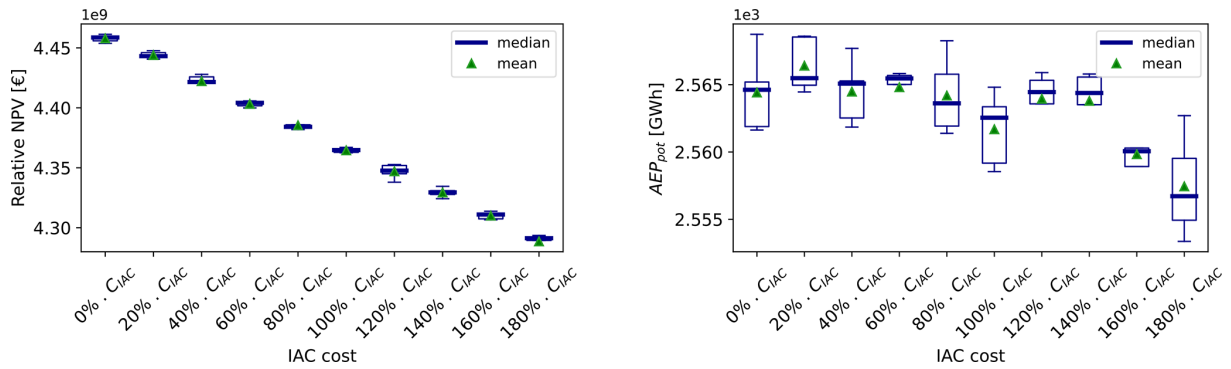 1e9
Relative NPV [€]
4.45
4.40
4.35
4.30
median
mean
0% . C_IAC
20% . C_IAC
40% . C_IAC
60% . C_IAC
80% . C_IAC
100% . C_IAC
120% . C_IAC
140% . C_IAC
160% . C_IAC
180% . C_IAC
IAC cost
1e3
AEP_pot [GWh]
2.565
2.560
2.555
median
mean
0% . C_IAC
20% . C_IAC
40% . C_IAC
60% . C_IAC
80% . C_IAC
100% . C_IAC
120% . C_IAC
140% . C_IAC
160% . C_IAC
180% . C_IAC
IAC cost